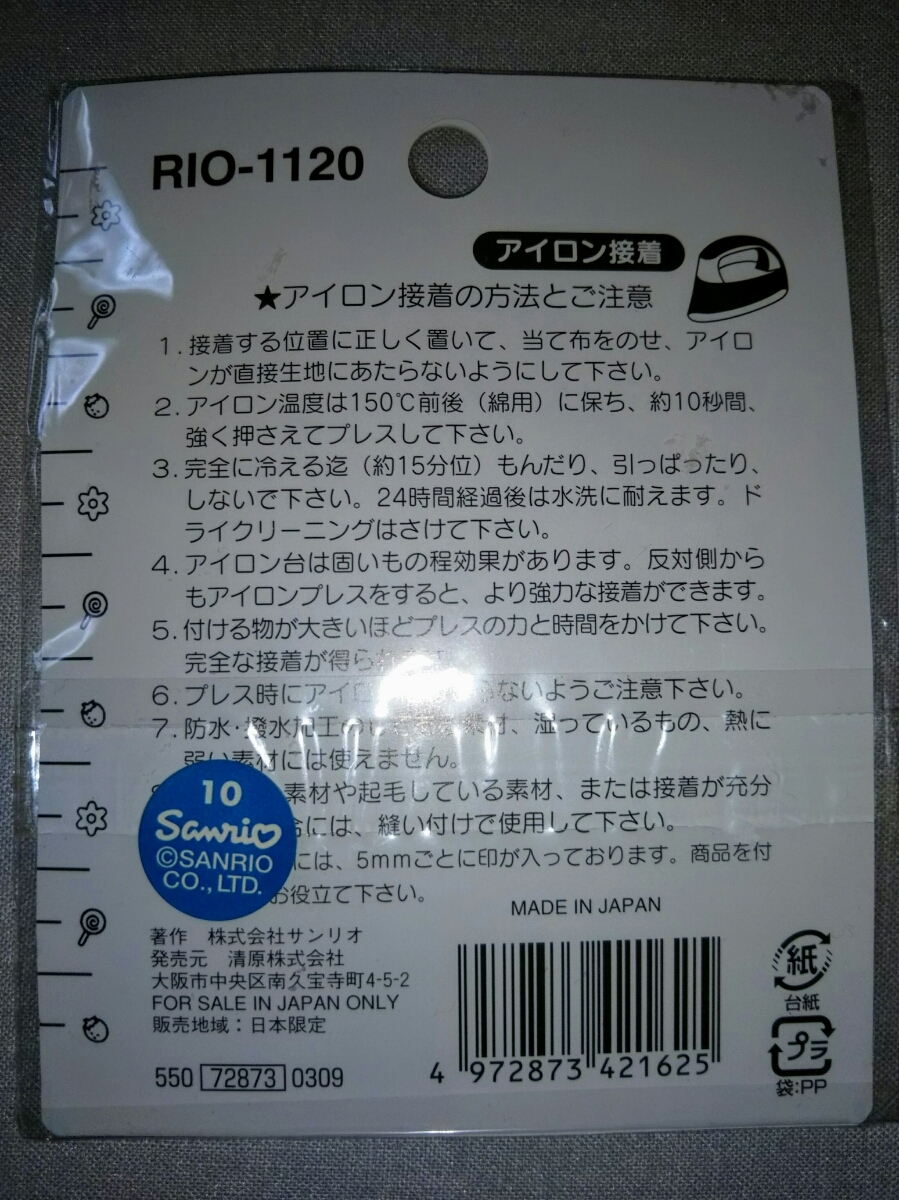 RIO-1120
アイロン接着
★アイロン接着の方法とご注意
1.接着する位置に正しく置いて、当て布をのせ、アイロ
ンが直接生地にあたらないようにして下さい。
2.アイロン温度は150℃前後（綿用）に保ち、約10秒間、
強く押さえてプレスして下さい。
3.完全に冷える迄（約15分位）もんだり、引っぱったり、
しないで下さい。24時間経過後は水洗に耐えます。ド
ライクリーニングはさけて下さい。
4.アイロン台は固いもの程効果があります。反対側から
もアイロンプレスをすると、より強力な接着ができます。
5.付ける物が大きいほどプレスの力と時間をかけて下さい。
完全な接着が得ら
6.プレス時にアイロ ないようご注意下さい。
7.防水・撥水加工の 素材、湿っているもの、熱に
弱い素材には使えません。
素材や起毛している素材、または接着が充分
には、縫い付けで使用して下さい。
には、5mmごとに印が入っております。商品を付
お役立て下さい。
10
Sanrio
©SANRIO
CO.,LTD.
MADE IN JAPAN
著作 株式会社サンリオ
発売元 清原株式会社
大阪市中央区南久宝寺町4-5-2
FOR SALE IN JAPAN ONLY
販売地域：日本限定
550 72873 0309
4 972873 421625
紙
台紙
プラ
袋:PP